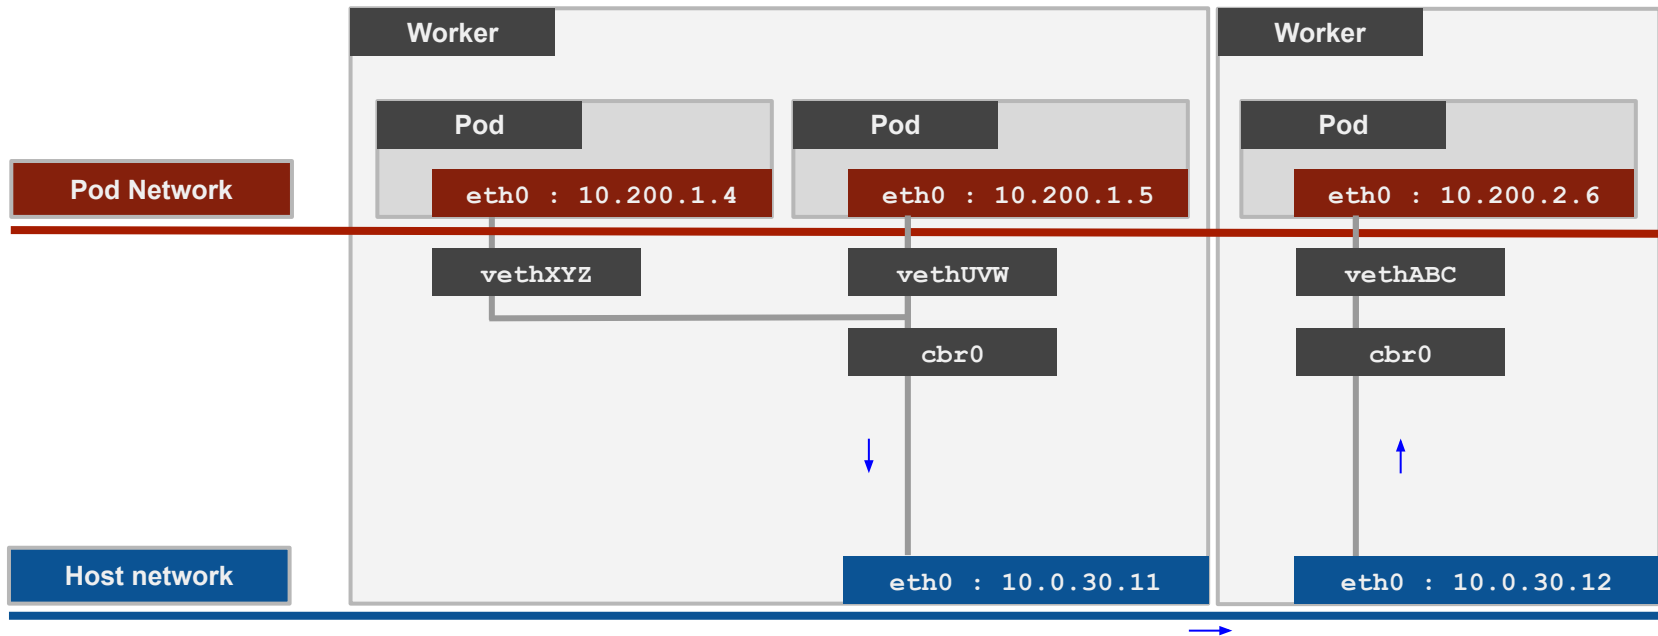 Worker
Worker
Pod
Pod
Pod
Pod Network
eth0 : 10.200.1.4
eth0 : 10.200.1.5
eth0 : 10.200.2.6
vethXYZ
vethUVW
vethABC
cbr0
cbr0
Host network
eth0 : 10.0.30.11
eth0 : 10.0.30.12